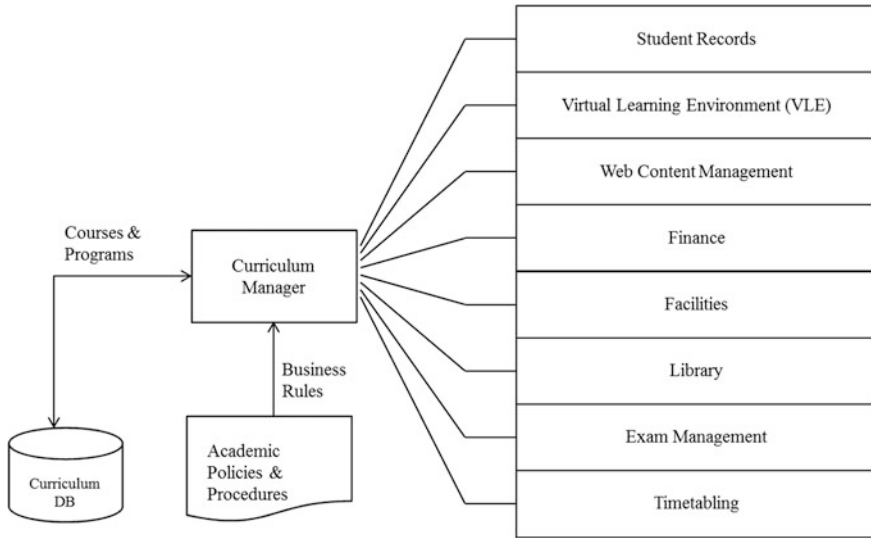 Student Records
Virtual Learning Environment (VLE)
Web Content Management
Finance
Facilities
Library
Exam Management
Timetabling
Courses &
Programs
Curriculum
Manager
Business
Rules
Academic
Policies &
Procedures
Curriculum
DB